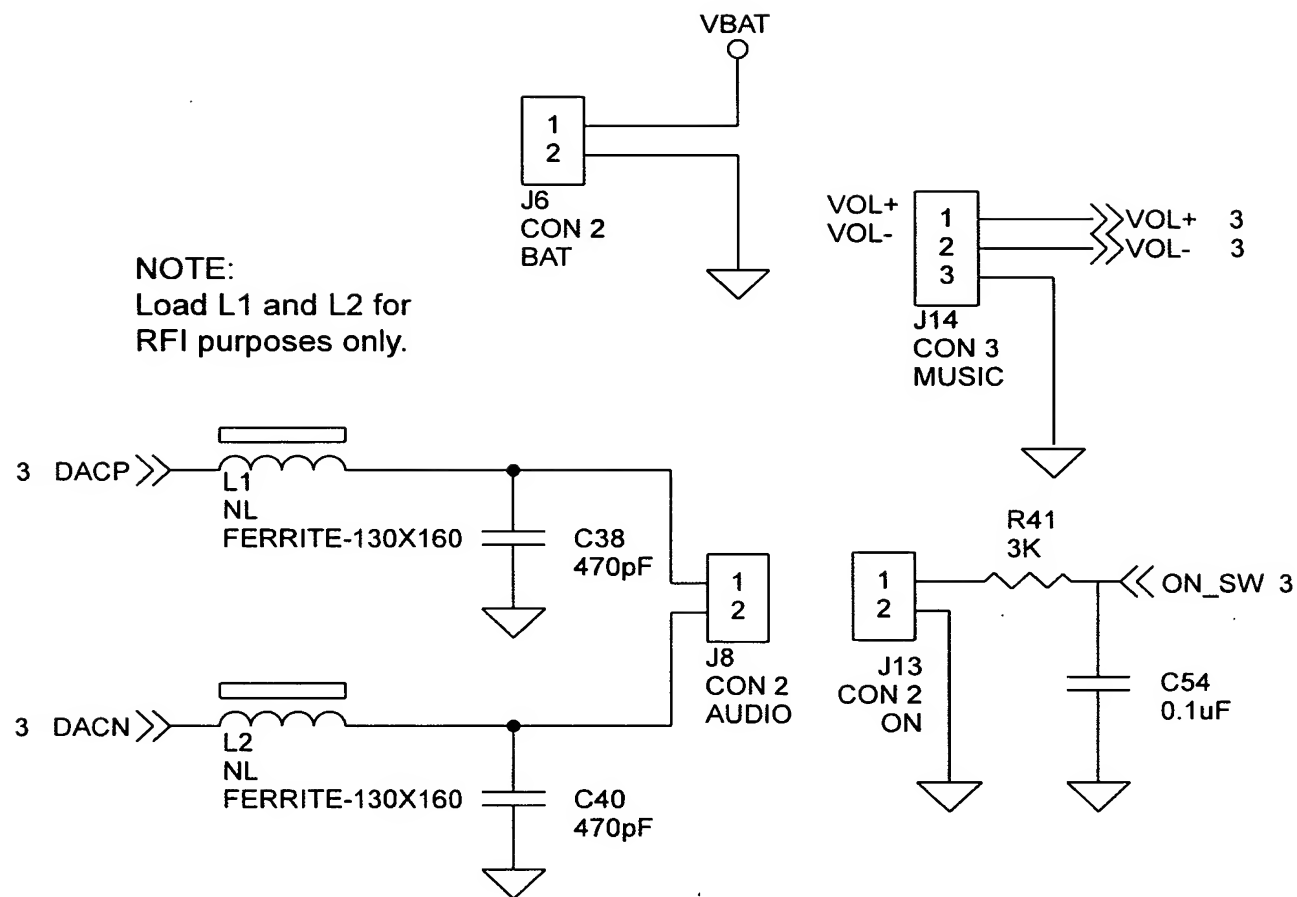 VBAT
1
2
J6
CON 2
BAT
VOL+
VOL-
1
2
3
VOL+ 3
VOL- 3
J14
CON 3
MUSIC
NOTE:
Load L1 and L2 for
RFI purposes only.
3 DACP
L1
NL
FERRITE-130X160
C38
470pF
1
2
J8
CON 2
AUDIO
3 DACN
L2
NL
FERRITE-130X160
C40
470pF
R41
3K
1
2
ON_SW 3
J13
CON 2
ON
C54
0.1uF